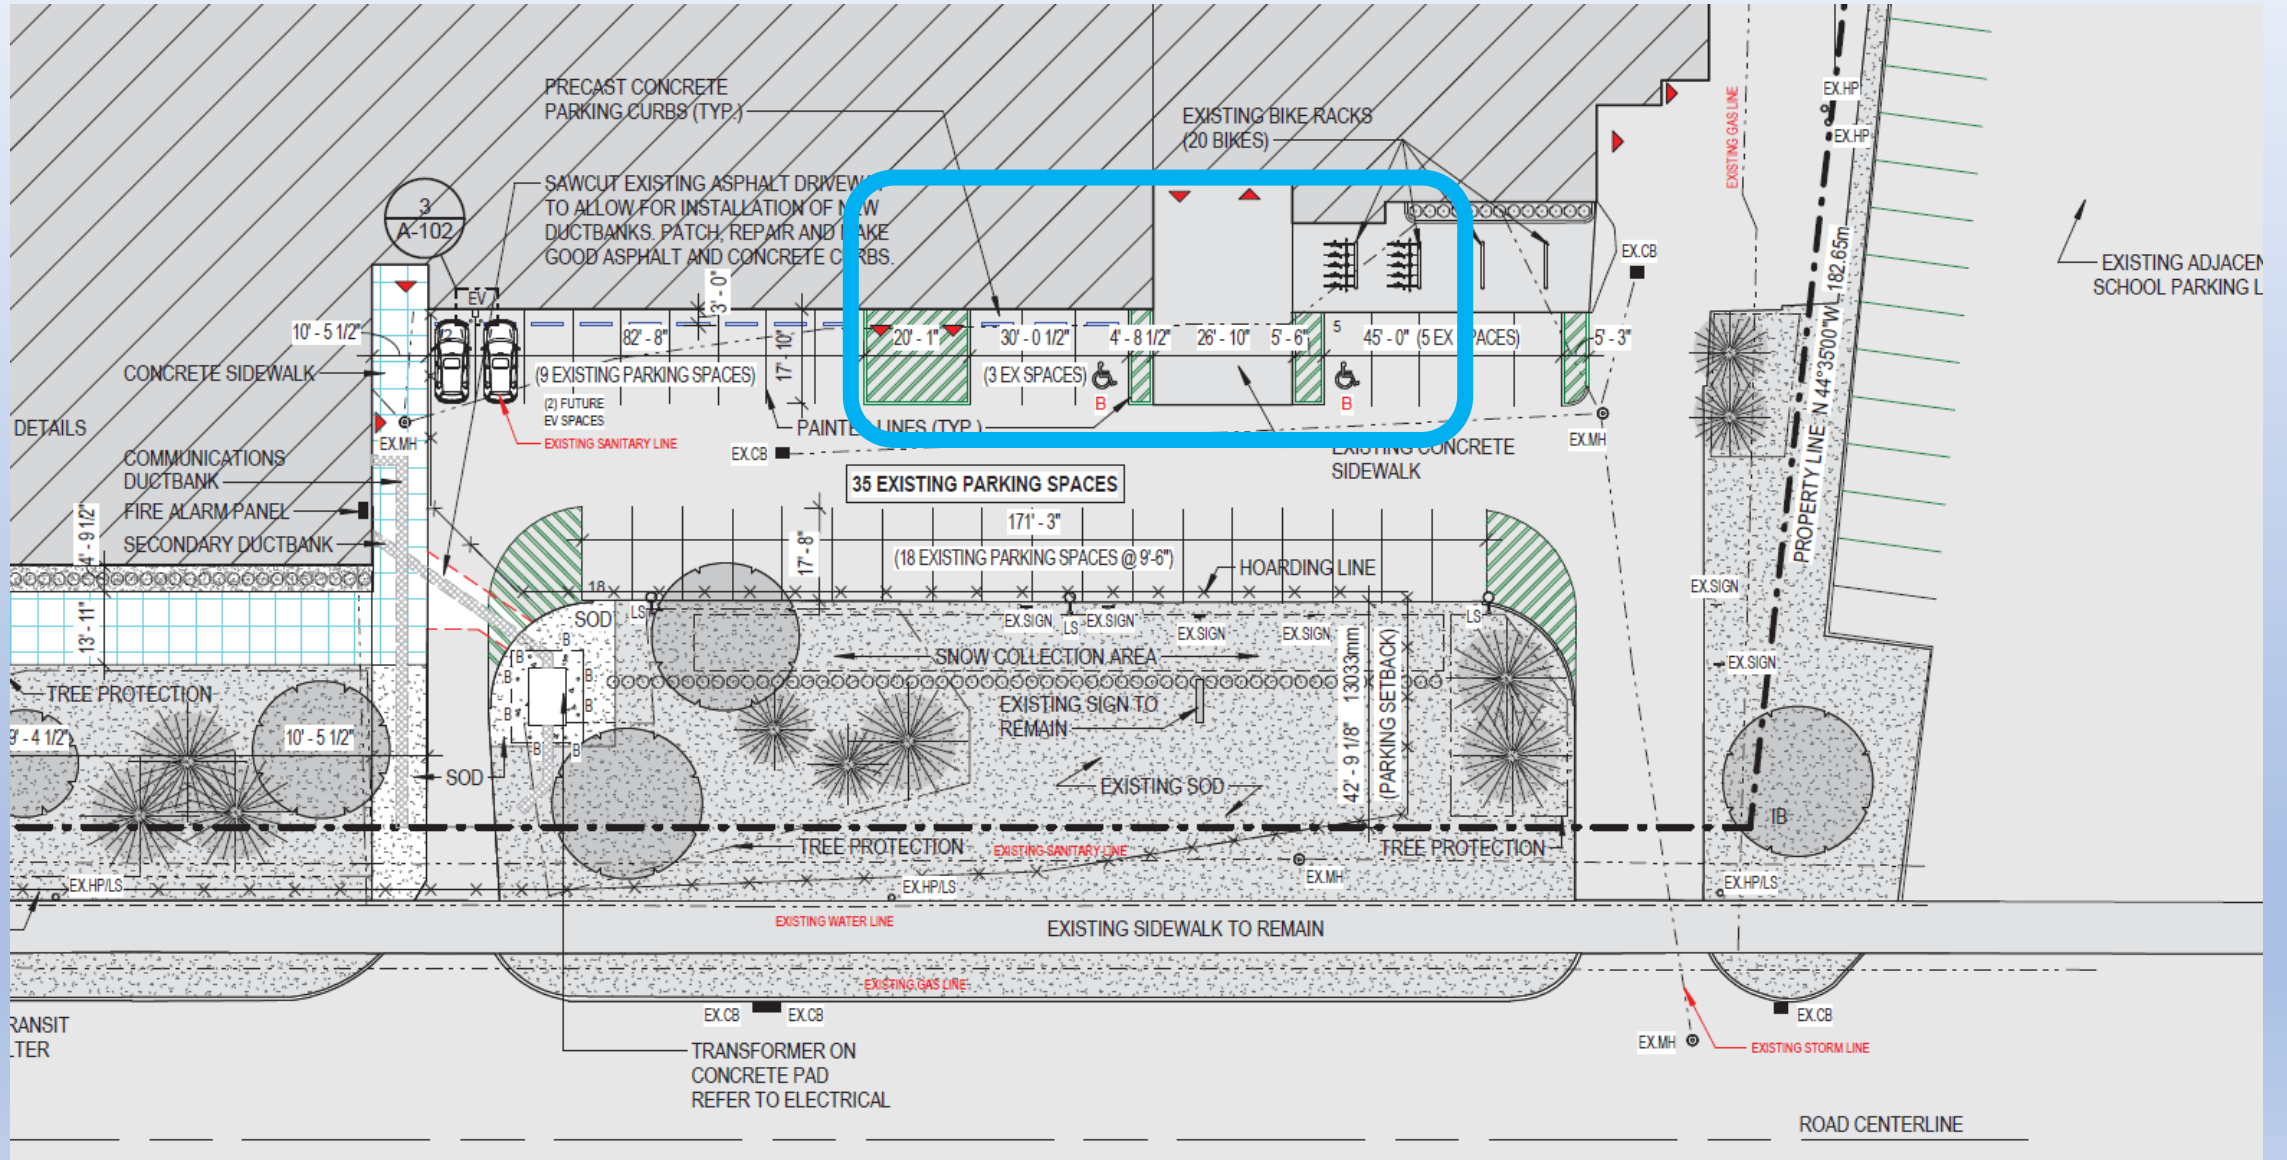 PRECAST CONCRETE
PARKING CURBS (TYP.)
EXISTING BIKE RACKS
(20 BIKES)
EX.HP
EX.HP
EXISTING GAS LINE
SAWCUT EXISTING ASPHALT
TO ALLOW FOR INSTALLATION OF
DUCTBANKS. PATCH, REPAIR AND
GOOD ASPHALT AND CONCRETE
3
A-102
EX.CB
EXISTING
SCHOOL PARKING
PROPERTY LINE N 44°35'00"W 182.65m
EV
3' - 0"
10' - 5 1/2"
82' - 8"
17' - 10"
20' - 1"
30' - 0 1/2"
4' - 8 1/2"
26' - 10"
5' - 6"
5
45' - 0"
(5 EX
5' - 3"
CONCRETE SIDEWALK
(9 EXISTING PARKING SPACES)
(3 EX SPACES)
(2) FUTURE
EV SPACES
B
B
DETAILS
EX.MH
EXISTING SANITARY LINE
LINES (TYP.)
EX.CB
EX.MH
EXISTING CONCRETE
SIDEWALK
COMMUNICATIONS
DUCTBANK
35 EXISTING PARKING SPACES
FIRE ALARM PANEL
SECONDARY DUCTBANK
4' - 9 1/2"
171' - 3"
17' - 8"
(18 EXISTING PARKING SPACES @ 9'-6")
HOARDING LINE
18
SOD
LS
EX.SIGN
LS
EX.SIGN
EX.SIGN
EX.SIGN
LS
EX.SIGN
13' - 11"
SNOW COLLECTION AREA
B
B
B
B
B
B
B
B
EX.SIGN
TREE PROTECTION
EXISTING SIGN TO
REMAIN
42' - 9 1/8" 13033mm
(PARKING SETBACK)
9' - 4 1/2"
10' - 5 1/2"
SOD
EXISTING SOD
IB
TREE PROTECTION
EXISTING SANITARY LINE
TREE PROTECTION
EX.HP/LS
EX.HP/LS
EX.MH
EX.HP/LS
EXISTING WATER LINE
EXISTING SIDEWALK TO REMAIN
EXISTING GAS LINE
EX.CB
EX.CB
EX.CB
EX.MH
EXISTING STORM LINE
TRANSFORMER ON
CONCRETE PAD
REFER TO ELECTRICAL
ROAD CENTERLINE